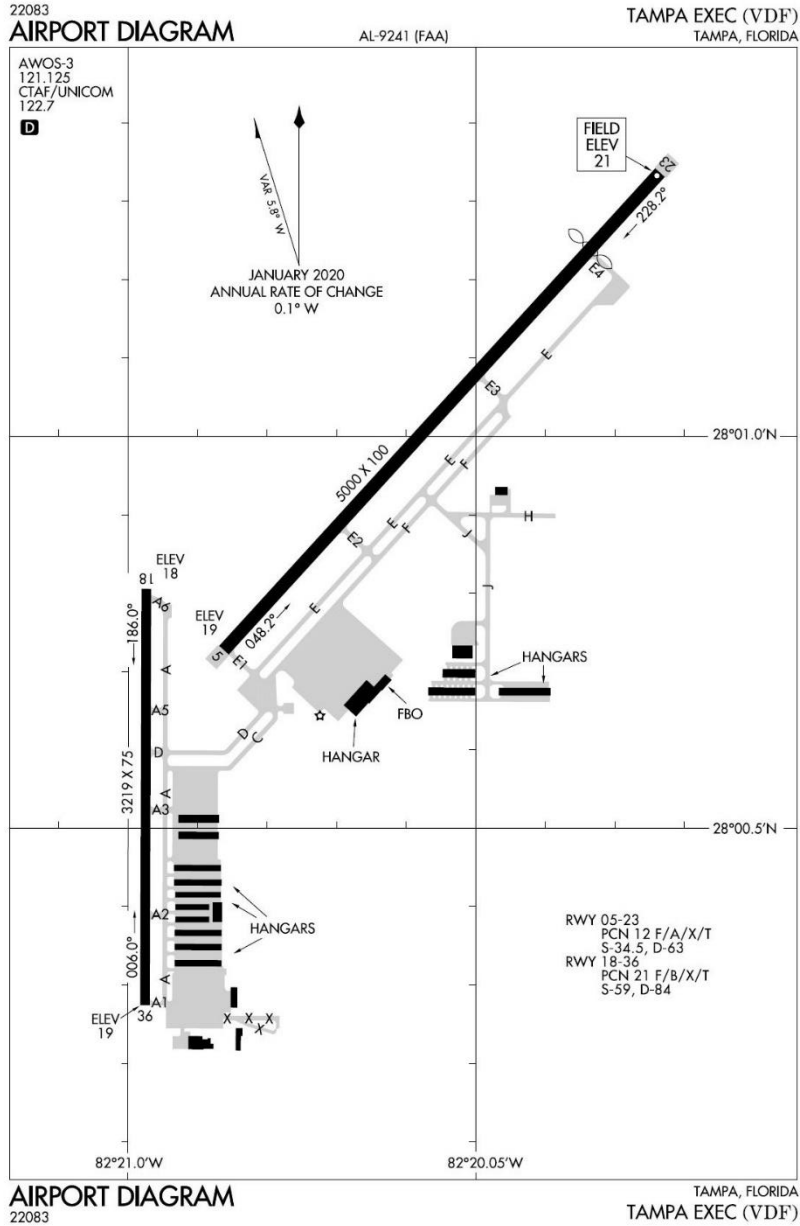 22083
AIRPORT DIAGRAM
AL-9241 (FAA)
TAMPA EXEC (VDF)
TAMPA, FLORIDA
AWOS-3
121.125
CTAF/UNICOM
122.7
D
VAR 5.8° W
JANUARY 2020
ANNUAL RATE OF CHANGE
0.1° W
FIELD
ELEV
21
23
228.2°
E4
E
E3
28°01.0'N
5000 X 100
E
F
H
E
F
J
E2
J
ELEV
18
18
A6
186.0°
ELEV
19
048.2°
E
5
E1
A
HANGARS
A5
FBO
D
C
HANGAR
D
3219 X 75
A
A3
28°00.5'N
A2
HANGARS
006.0°
A
A1
ELEV
19
36
X X X
X
RWY 05-23
PCN 12 F/A/X/T
S-34.5, D-63
RWY 18-36
PCN 21 F/B/X/T
S-59, D-84
82°21.0'W
82°20.05'W
AIRPORT DIAGRAM
22083
TAMPA, FLORIDA
TAMPA EXEC (VDF)